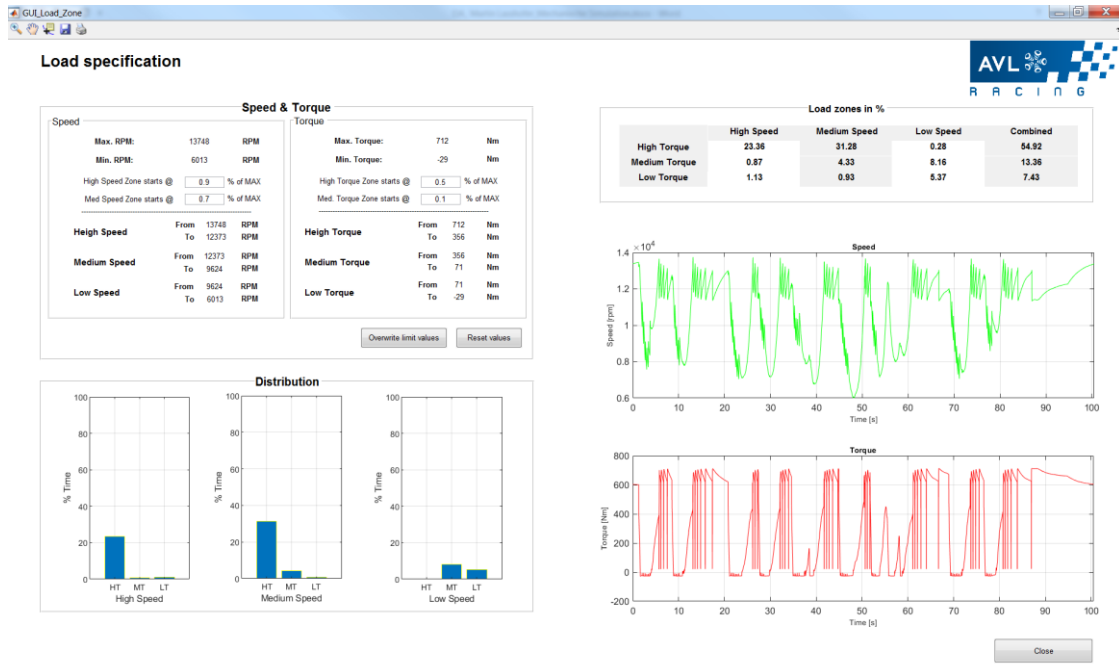 GUI_Load_Zone
Load specification
AVL
RACING
Speed & Torque
Speed
Max. RPM: 13748 RPM
Min. RPM: 6013 RPM
High Speed Zone starts @ 0.9 % of MAX
Med Speed Zone starts @ 0.7 % of MAX
Heigh Speed From 13748 RPM
To 12373 RPM
Medium Speed From 12373 RPM
To 9624 RPM
Low Speed From 9624 RPM
To 6013 RPM
Torque
Max. Torque: 712 Nm
Min. Torque: -29 Nm
High Torque Zone starts @ 0.5 % of MAX
Med. Torque Zone starts @ 0.1 % of MAX
Heigh Torque From 712 Nm
To 356 Nm
Medium Torque From 356 Nm
To 71 Nm
Low Torque From 71 Nm
To -29 Nm
Overwrite limit values Reset values
Load zones in %
High Speed Medium Speed Low Speed Combined
High Torque 23.36 31.28 0.28 54.92
Medium Torque 0.87 4.33 8.16 13.36
Low Torque 1.13 0.93 5.37 7.43
Distribution
100
80
60
40
20
0
% Time
HT MT LT
High Speed
100
80
60
40
20
0
% Time
HT MT LT
Medium Speed
100
80
60
40
20
0
% Time
HT MT LT
Low Speed
Speed
×10⁴
1.4
1.2
1
0.8
0.6
Speed [rpm]
0 10 20 30 40 50 60 70 80 90 100
Time [s]
Torque
800
600
400
200
0
-200
Torque [Nm]
0 10 20 30 40 50 60 70 80 90 100
Time [s]
Close